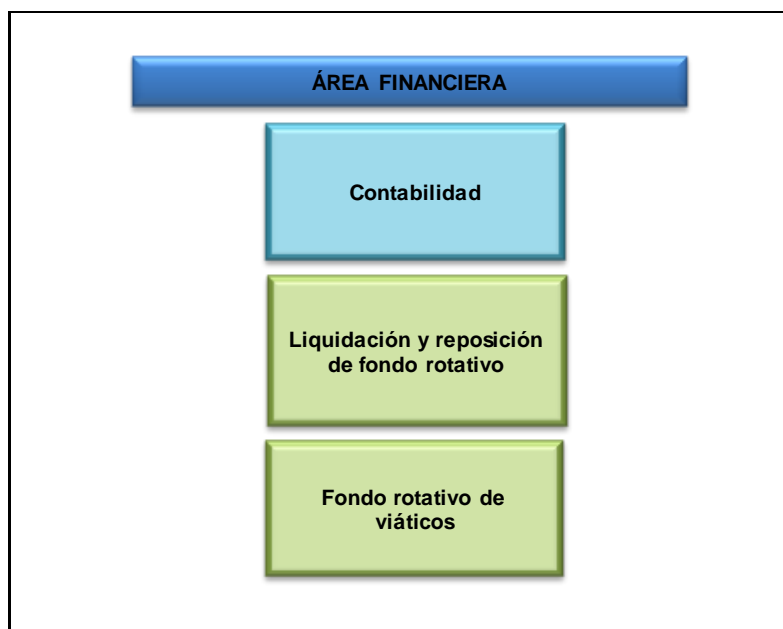 ÁREA FINANCIERA
Contabilidad
Liquidación y reposición
de fondo rotativo
Fondo rotativo de
viáticos